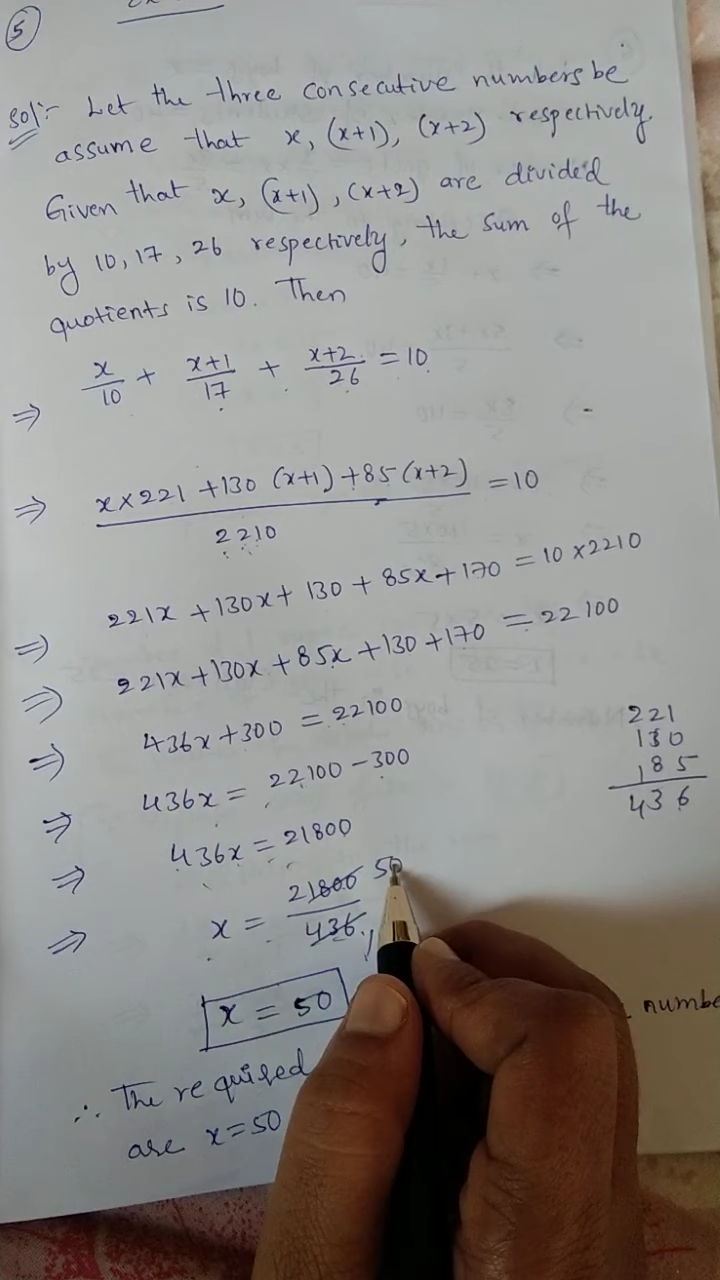 5
Sol:- Let the three consecutive numbers be
assume that x, (x+1), (x+2) respectively.
Given that x, (x+1), (x+2) are divided
by 10, 17, 26 respectively, the sum of the
quotients is 10. Then
⇒ x/10 + x+1/17 + x+2/26 = 10
⇒ x×221 +130 (x+1) +85(x+2) / 2210 = 10
⇒ 221x +130x+ 130 + 85x+170 = 10 ×2210
⇒ 221x+130x+85x+130+170 = 22100
⇒ 436x+300 = 22100
⇒ 436x = 22100-300
⇒ 436x = 21800
⇒ x = 21800/436 50
x = 50
∴ The required
are x=50
numbe
221
130
185
436